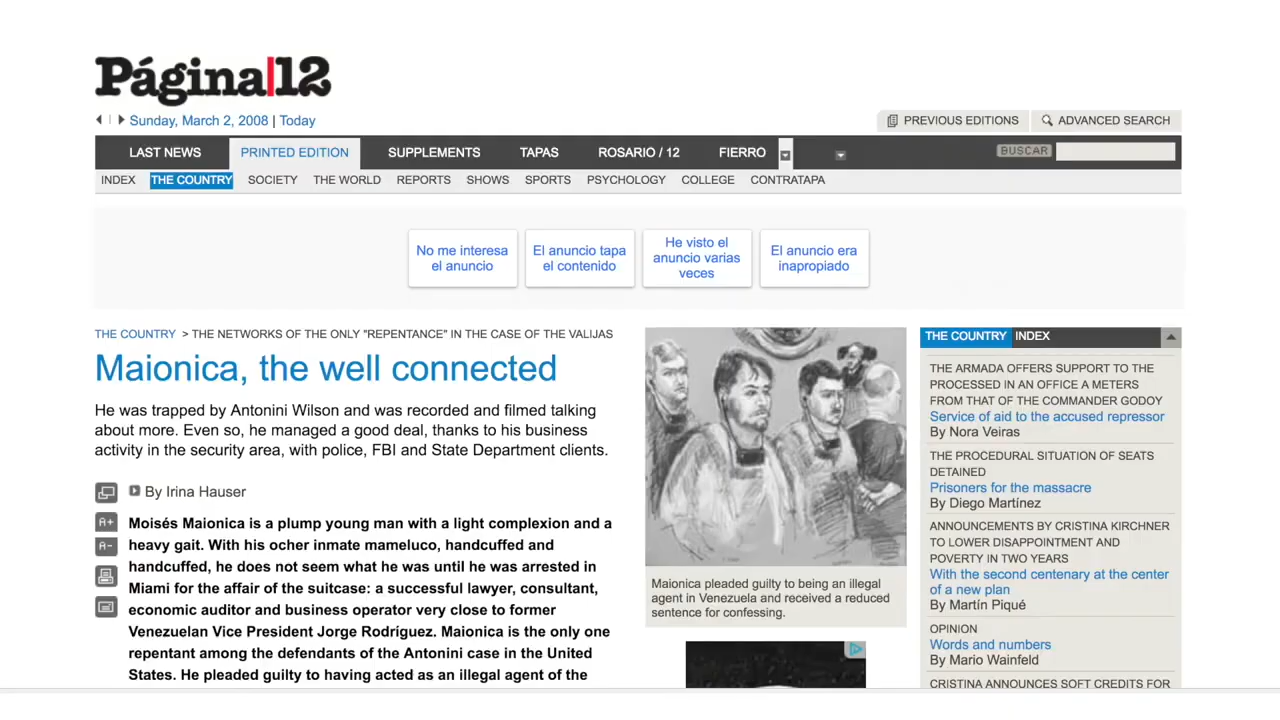 Página|12
Sunday, March 2, 2008 | Today
PREVIOUS EDITIONS
ADVANCED SEARCH
LAST NEWS
PRINTED EDITION
SUPPLEMENTS
TAPAS
ROSARIO / 12
FIERRO
BUSCAR
INDEX
THE COUNTRY
SOCIETY
THE WORLD
REPORTS
SHOWS
SPORTS
PSYCHOLOGY
COLLEGE
CONTRATAPA
No me interesa
el anuncio
El anuncio tapa
el contenido
He visto el
anuncio varias
veces
El anuncio era
inapropiado
THE COUNTRY > THE NETWORKS OF THE ONLY "REPENTANCE" IN THE CASE OF THE VALIJAS
Maionica, the well connected
He was trapped by Antonini Wilson and was recorded and filmed talking
about more. Even so, he managed a good deal, thanks to his business
activity in the security area, with police, FBI and State Department clients.
By Irina Hauser
A+
A-
Moisés Maionica is a plump young man with a light complexion and a
heavy gait. With his ocher inmate mameluco, handcuffed and
handcuffed, he does not seem what he was until he was arrested in
Miami for the affair of the suitcase: a successful lawyer, consultant,
economic auditor and business operator very close to former
Venezuelan Vice President Jorge Rodríguez. Maionica is the only one
repentant among the defendants of the Antonini case in the United
States. He pleaded guilty to having acted as an illegal agent of the
Maionica pleaded guilty to being an illegal
agent in Venezuela and received a reduced
sentence for confessing.
THE COUNTRY INDEX
THE ARMADA OFFERS SUPPORT TO THE
PROCESSED IN AN OFFICE A METERS
FROM THAT OF THE COMMANDER GODOY
Service of aid to the accused repressor
By Nora Veiras
THE PROCEDURAL SITUATION OF SEATS
DETAINED
Prisoners for the massacre
By Diego Martínez
ANNOUNCEMENTS BY CRISTINA KIRCHNER
TO LOWER DISAPPOINTMENT AND
POVERTY IN TWO YEARS
With the second centenary at the center
of a new plan
By Martín Piqué
OPINION
Words and numbers
By Mario Wainfeld
CRISTINA ANNOUNCES SOFT CREDITS FOR